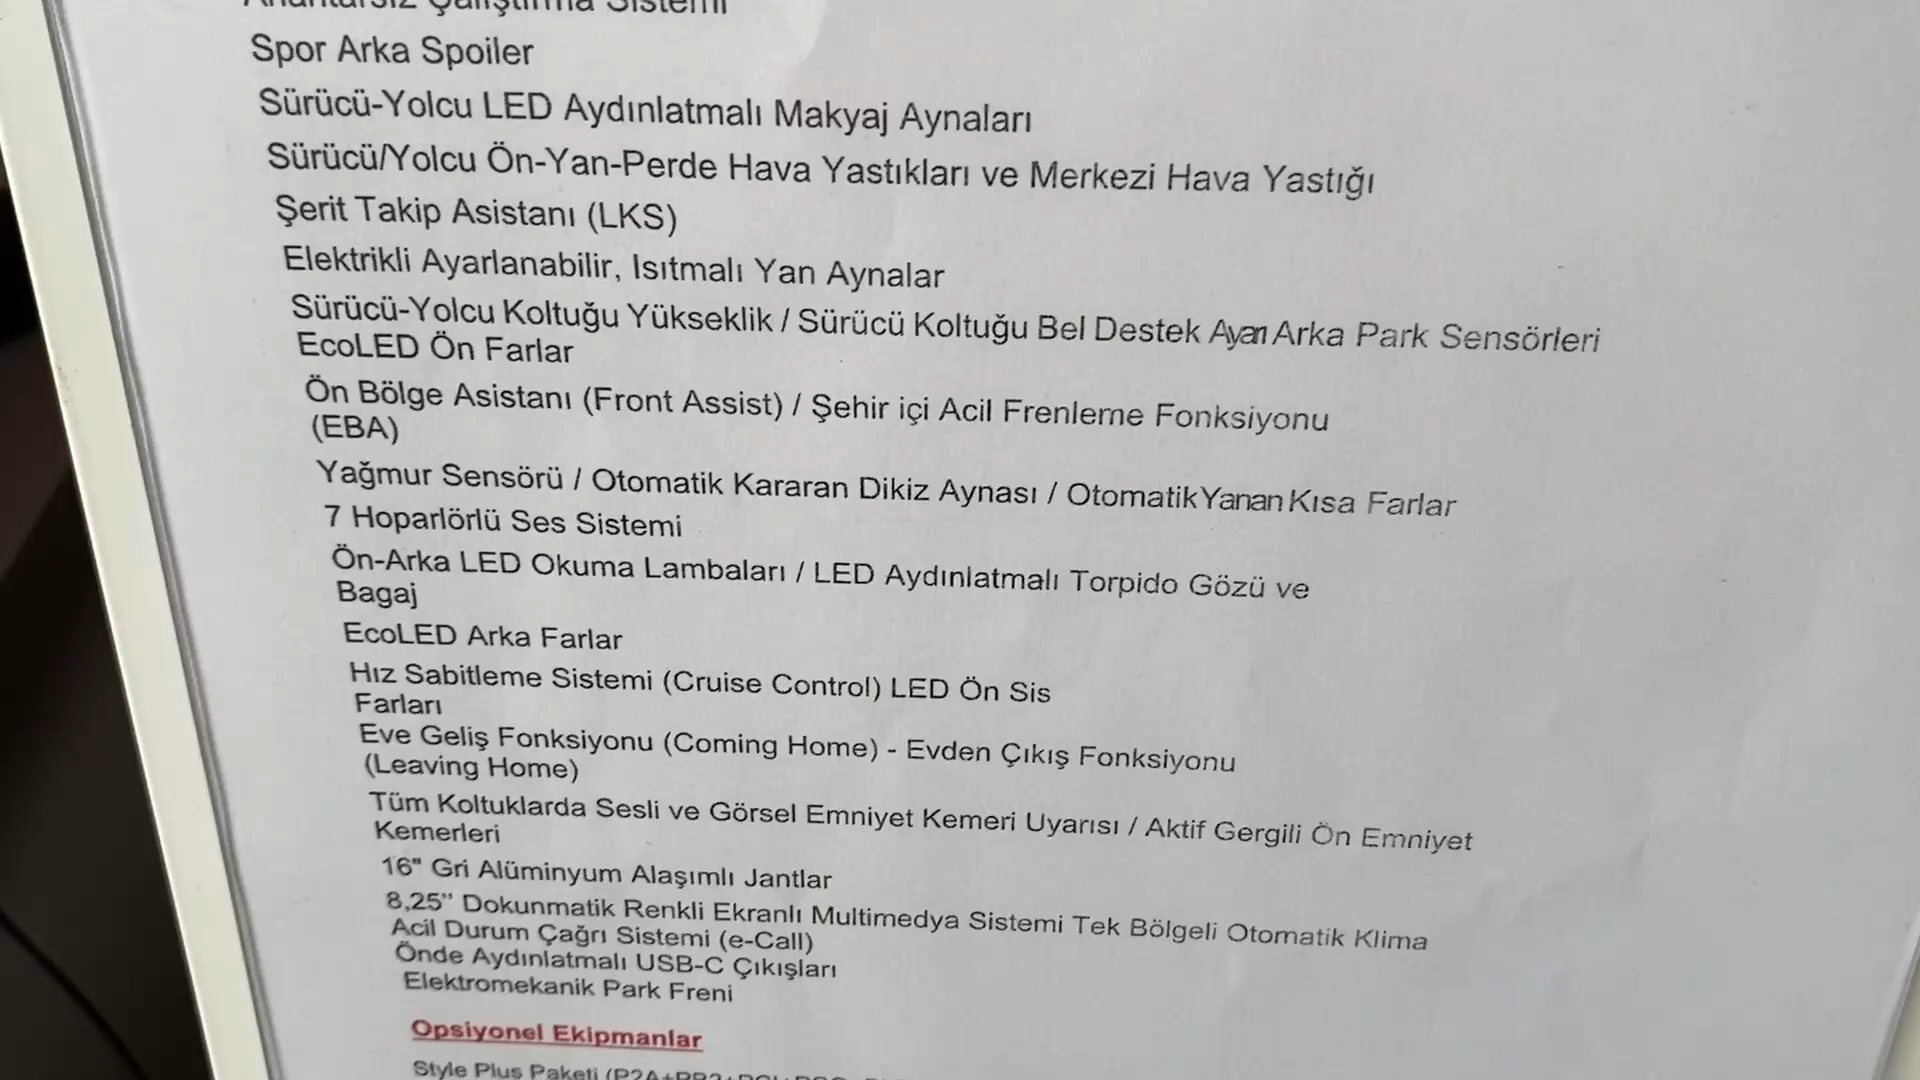 Anahtarsız Çalıştırma Sistemi
Spor Arka Spoiler
Sürücü-Yolcu LED Aydınlatmalı Makyaj Aynaları
Sürücü/Yolcu Ön-Yan-Perde Hava Yastıkları ve Merkezi Hava Yastığı
Şerit Takip Asistanı (LKS)
Elektrikli Ayarlanabilir, Isıtmalı Yan Aynalar
Sürücü-Yolcu Koltuğu Yükseklik / Sürücü Koltuğu Bel Destek Ayarı Arka Park Sensörleri
EcoLED Ön Farlar
Ön Bölge Asistanı (Front Assist) / Şehir içi Acil Frenleme Fonksiyonu
(EBA)
Yağmur Sensörü / Otomatik Kararan Dikiz Aynası / Otomatik Yanan Kısa Farlar
7 Hoparlörlü Ses Sistemi
Ön-Arka LED Okuma Lambaları / LED Aydınlatmalı Torpido Gözü ve
Bagaj
EcoLED Arka Farlar
Hız Sabitleme Sistemi (Cruise Control) LED Ön Sis
Farları
Eve Geliş Fonksiyonu (Coming Home) - Evden Çıkış Fonksiyonu
(Leaving Home)
Tüm Koltuklarda Sesli ve Görsel Emniyet Kemeri Uyarısı / Aktif Gergili Ön Emniyet
Kemerleri
16" Gri Alüminyum Alaşımlı Jantlar
8,25" Dokunmatik Renkli Ekranlı Multimedya Sistemi Tek Bölgeli Otomatik Klima
Acil Durum Çağrı Sistemi (e-Call)
Önde Aydınlatmalı USB-C Çıkışları
Elektromekanik Park Freni
Opsiyonel Ekipmanlar
Style Plus Paketi